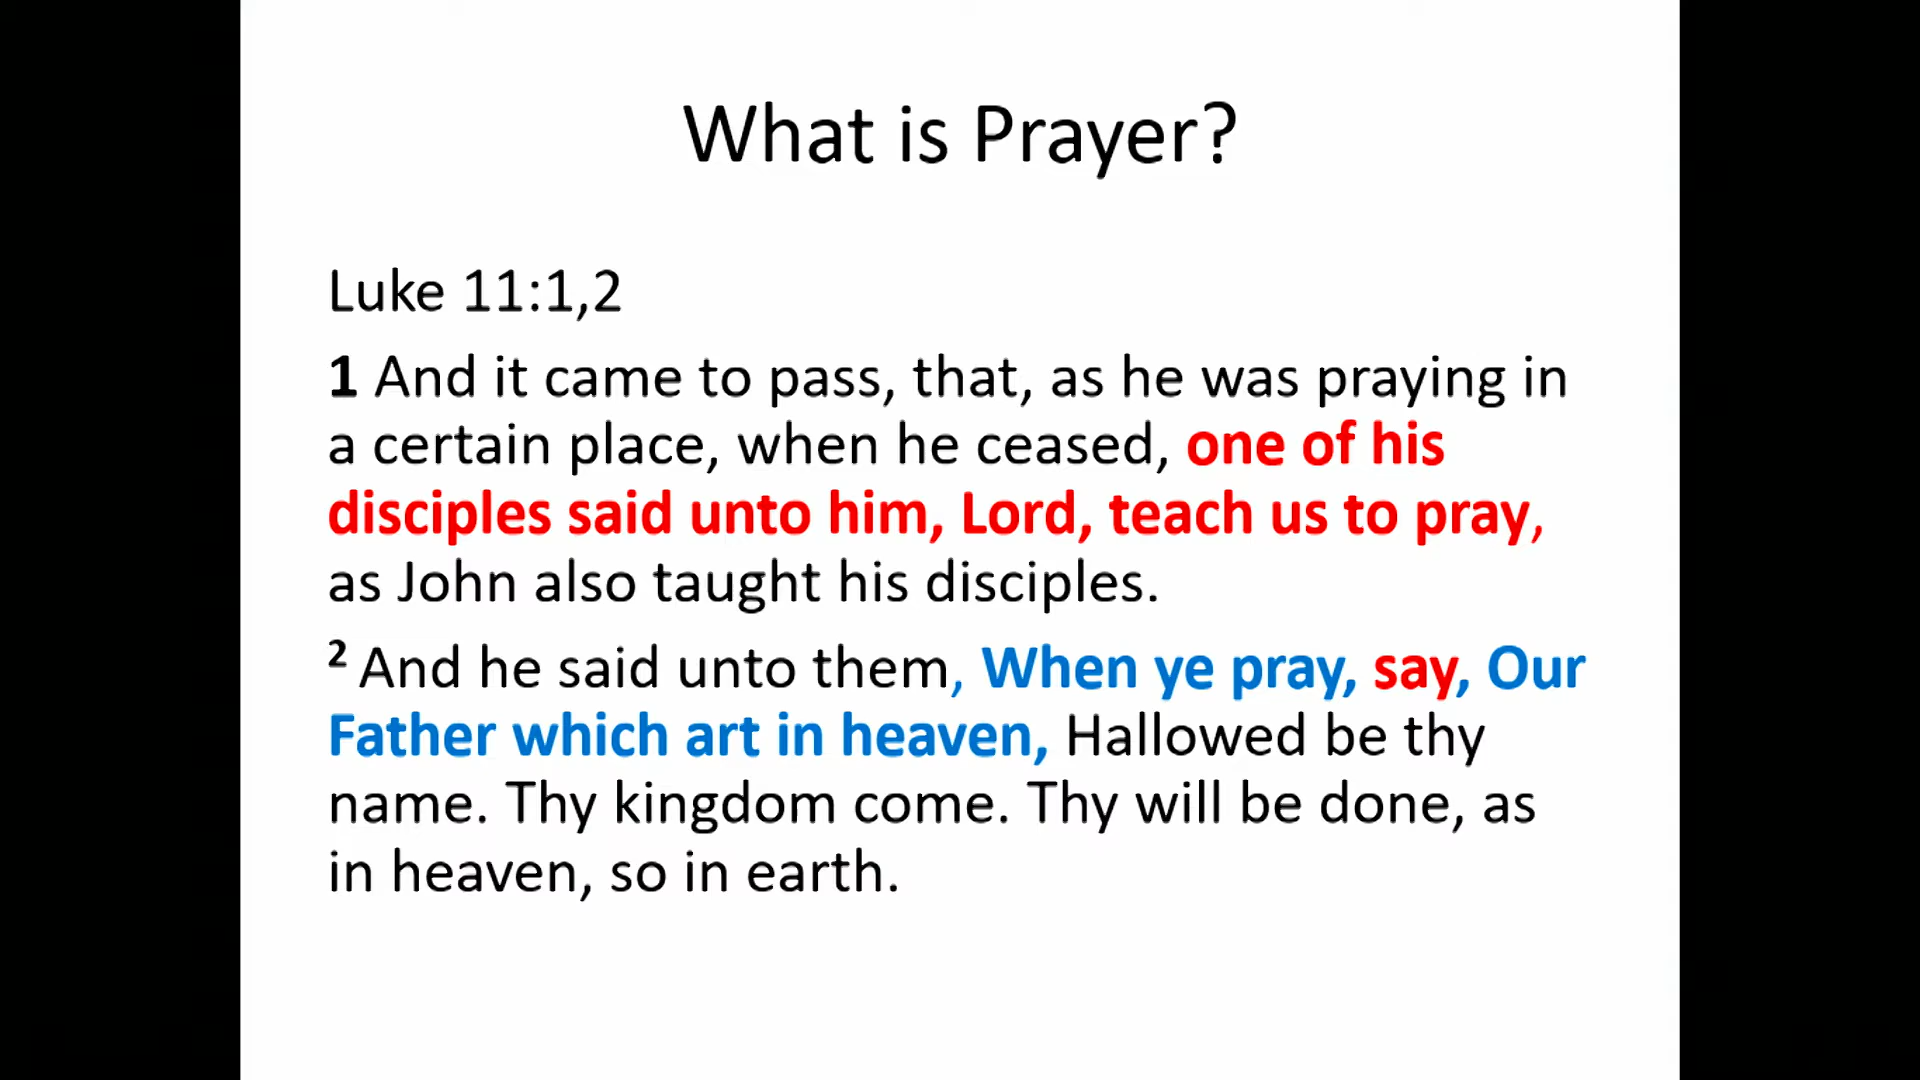 What is Prayer?
Luke 11:1,2
1 And it came to pass, that, as he was praying in
a certain place, when he ceased, one of his
disciples said unto him, Lord, teach us to pray,
as John also taught his disciples.
2 And he said unto them, When ye pray, say, Our
Father which art in heaven, Hallowed be thy
name. Thy kingdom come. Thy will be done, as
in heaven, so in earth.